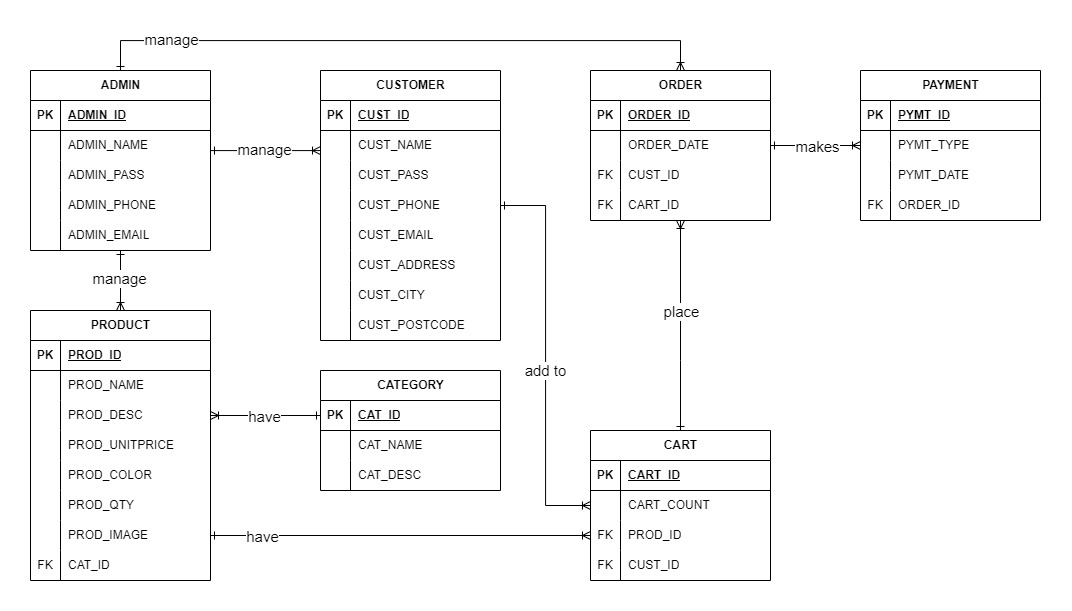 manage
ADMIN
PK ADMIN_ID
ADMIN_NAME
ADMIN_PASS
ADMIN_PHONE
ADMIN_EMAIL
manage
CUSTOMER
PK CUST_ID
CUST_NAME
CUST_PASS
CUST_PHONE
CUST_EMAIL
CUST_ADDRESS
CUST_CITY
CUST_POSTCODE
ORDER
PK ORDER_ID
ORDER_DATE
FK CUST_ID
FK CART_ID
makes
PAYMENT
PK PYMT_ID
PYMT_TYPE
PYMT_DATE
FK ORDER_ID
manage
place
add to
PRODUCT
PK PROD_ID
PROD_NAME
PROD_DESC
PROD_UNITPRICE
PROD_COLOR
PROD_QTY
PROD_IMAGE
FK CAT_ID
have
CATEGORY
PK CAT_ID
CAT_NAME
CAT_DESC
have
CART
PK CART_ID
CART_COUNT
FK PROD_ID
FK CUST_ID